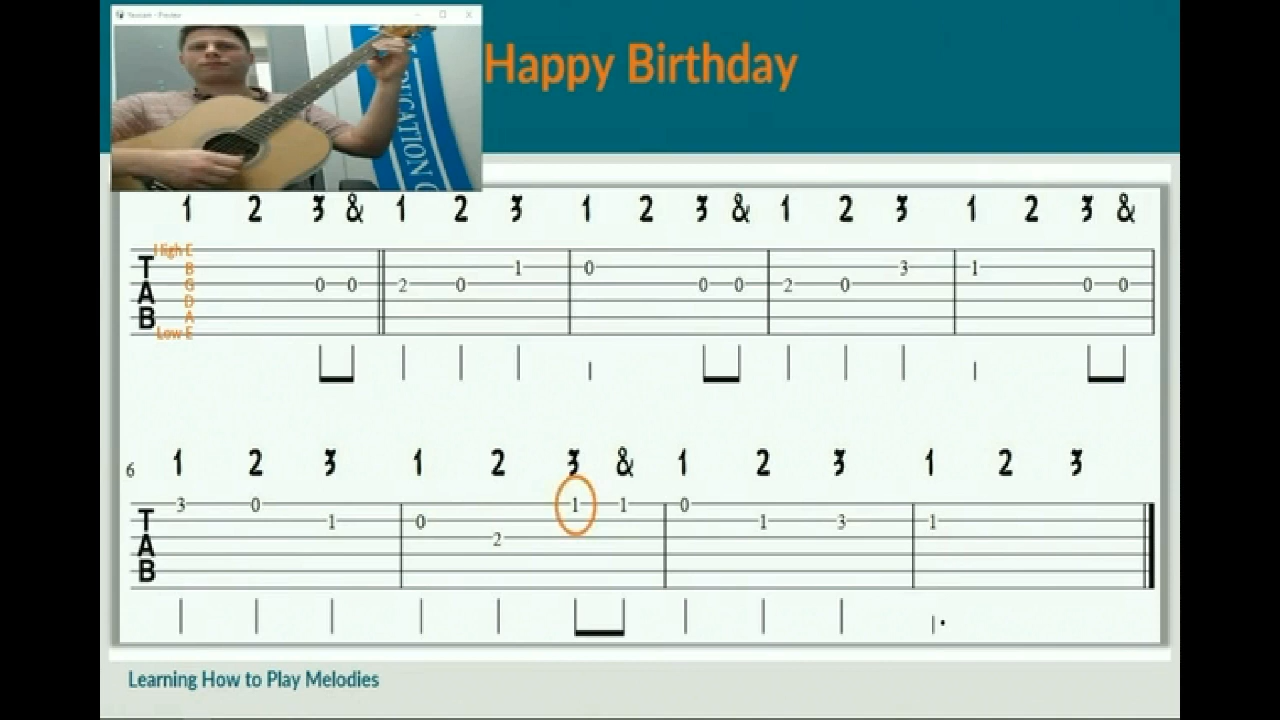 Happy Birthday
UCATION
1 2 3 & 1 2 3 1 2 3 & 1 2 3 1 2 3 &
High E
B
G
D
A
Low E
TAB
0 0 2 0 1 0 0 0 2 0 3 1 0 0
6 1 2 3 1 2 3 & 1 2 3 1 2 3
TAB
3 0 1 0 2 1 1 0 1 3 1
Learning How to Play Melodies